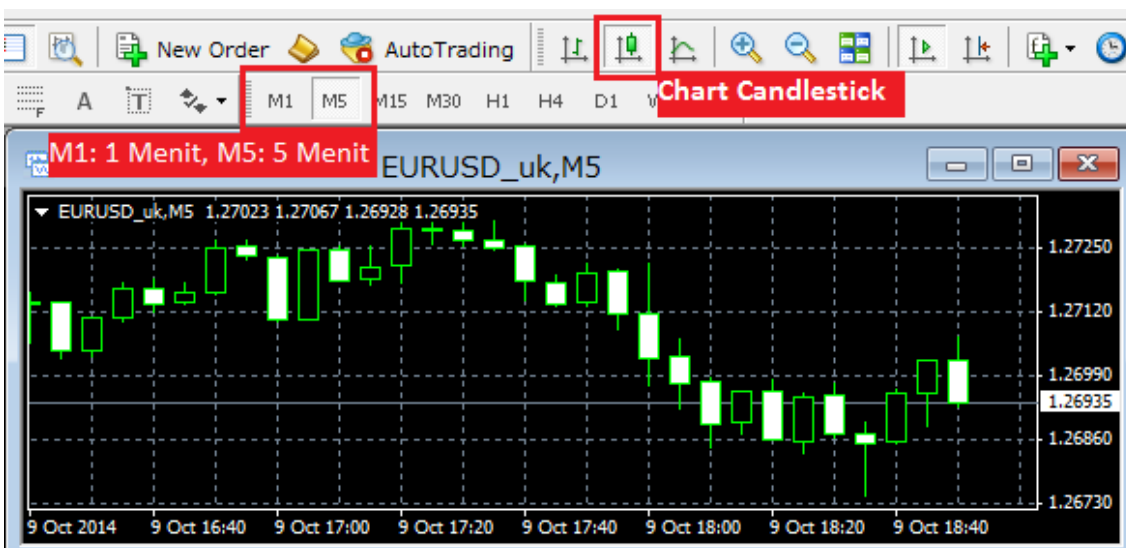 New Order AutoTrading
Chart Candlestick
F A T M1 M5 M15 M30 H1 H4 D1
M1: 1 Menit, M5: 5 Menit
EURUSD_uk,M5
EURUSD_uk,M5 1.27023 1.27067 1.26928 1.26935
1.27250
1.27120
1.26990
1.26935
1.26860
1.26730
9 Oct 2014 9 Oct 16:40 9 Oct 17:00 9 Oct 17:20 9 Oct 17:40 9 Oct 18:00 9 Oct 18:20 9 Oct 18:40